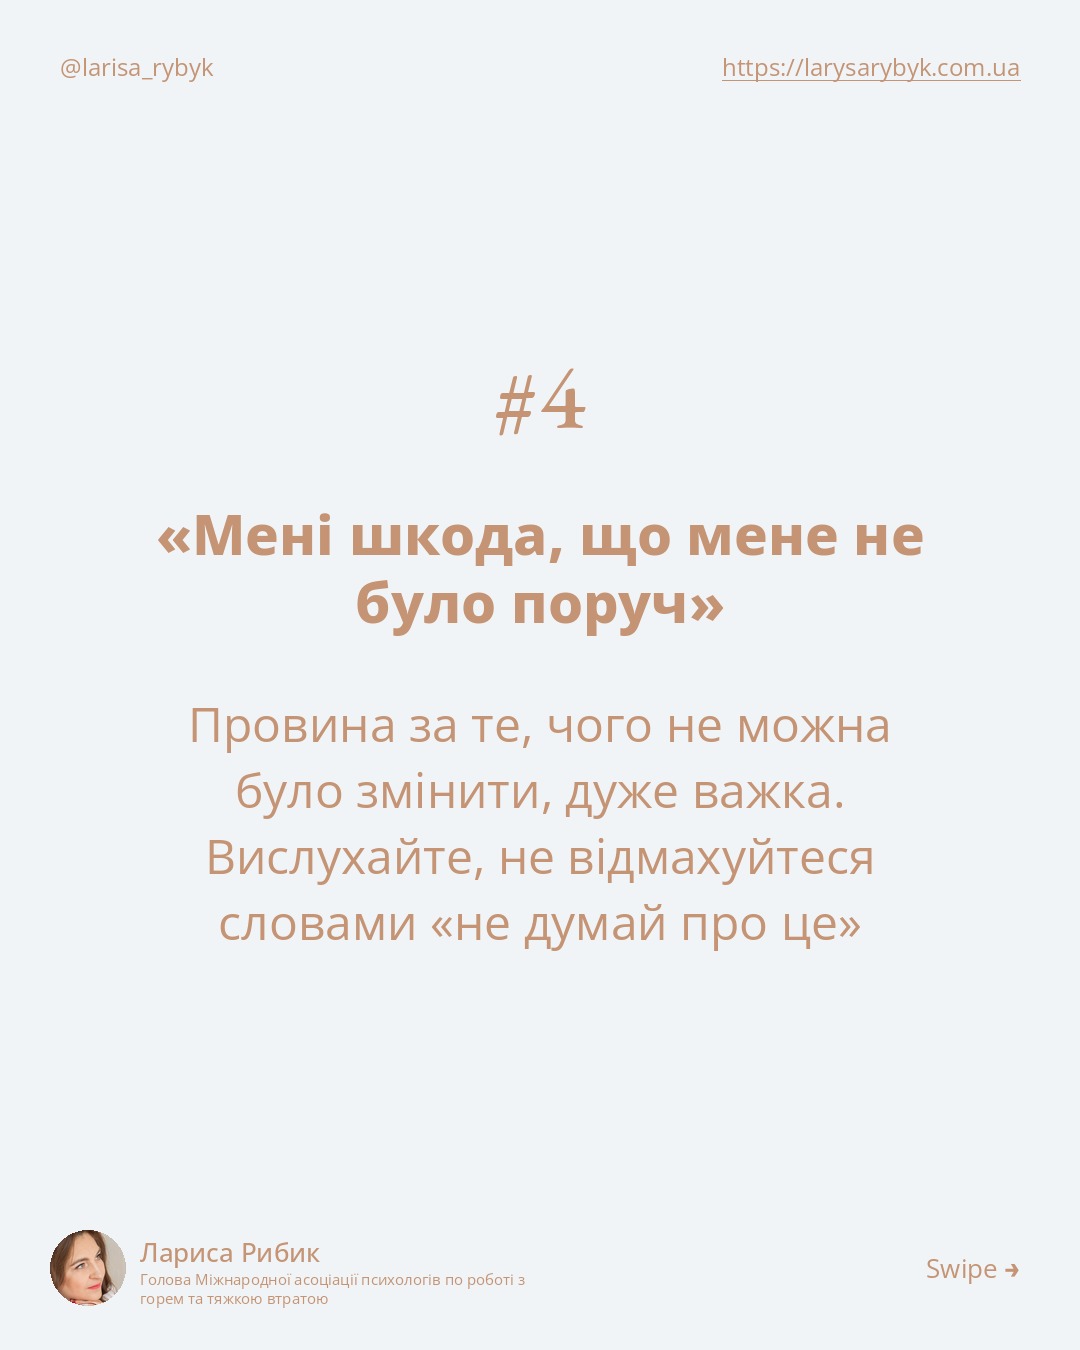 @larisa_rybyk
https://larysarybyk.com.ua
#4
«Мені шкода, що мене не
було поруч»
Провина за те, чого не можна
було змінити, дуже важка.
Вислухайте, не відмахуйтеся
словами «не думай про це»
Лариса Рибик
Голова Міжнародної асоціації психологів по роботі з
горем та тяжкою втратою
Swipe →